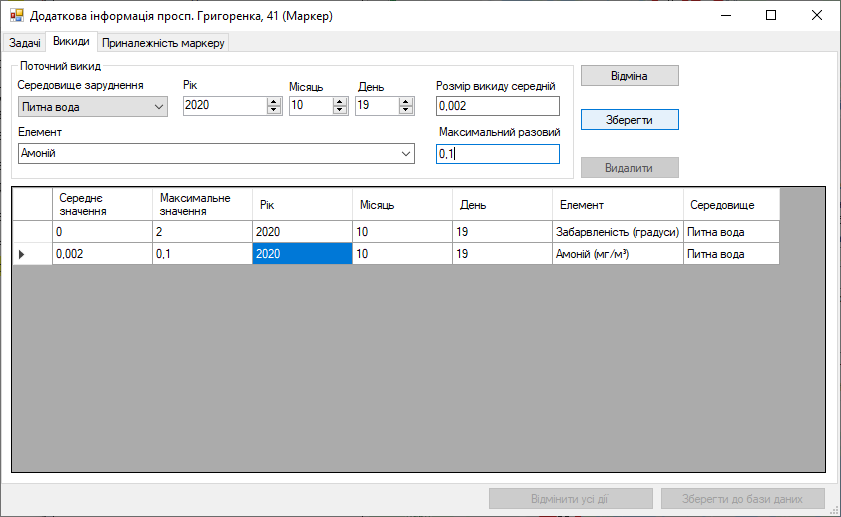 Додаткова інформація просп. Григоренка, 41 (Маркер)
Задачі Викиди Приналежність маркеру
Поточний викид
Середовище заруднення Рік Місяць День Розмір викиду середній
Питна вода 2020 10 19 0,002
Елемент Максимальний разовий
Амоній 0,1
Відміна
Зберегти
Видалити
Середнє значення Максимальне значення Рік Місяць День Елемент Середовище
0 2 2020 10 19 Забарвленість (градуси) Питна вода
0,002 0,1 2020 10 19 Амоній (мг/м³) Питна вода
Відмінити усі дії Зберегти до бази даних